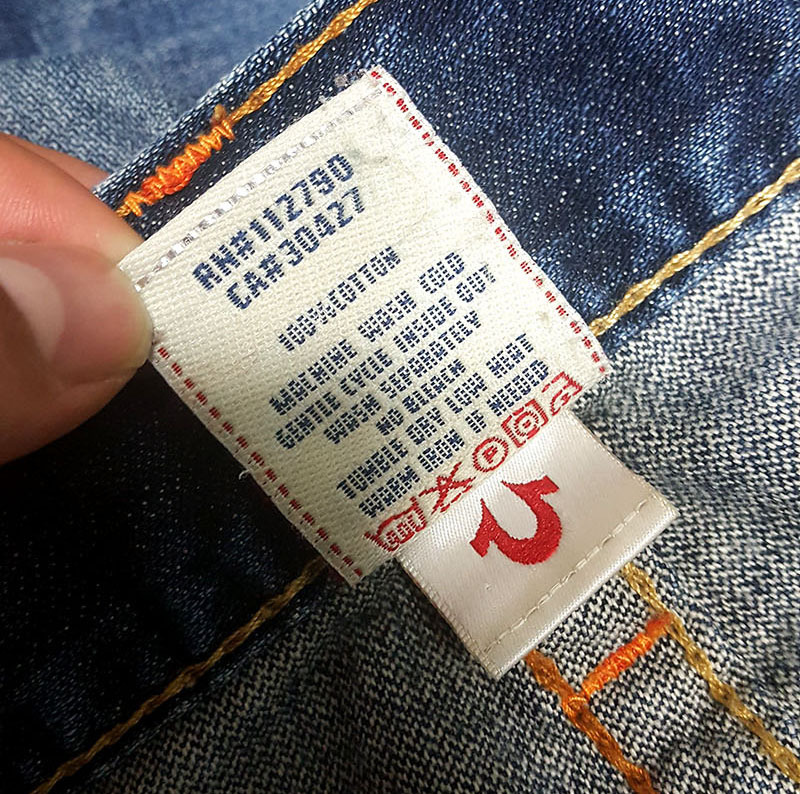 RN#112790
CA#30427
100%COTTON
MACHINE WASH COLD
GENTLE CYCLE INSIDE OUT
WASH SEPARATELY
NO BLEACH
TUMBLE DRY LOW HEAT
WARM IRON IF NEEDED